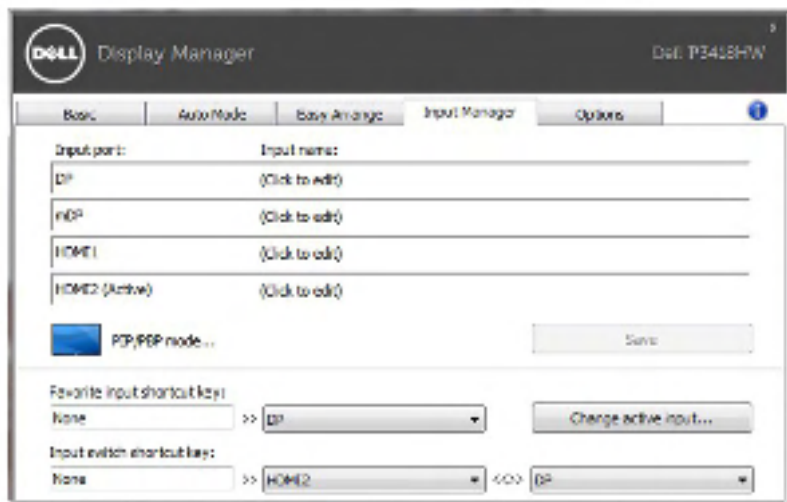 DELL Display Manager
Dell P3418HW
Basic Auto Mode Easy Arrange Input Manager Options
Input port: Input name:
DP (Click to edit)
mDP (Click to edit)
HDMI1 (Click to edit)
HDMI2 (Active) (Click to edit)
PIP/PBP mode... Save
Favorite input shortcut key:
None >> DP Change active input...
Input switch shortcut key:
None >> HDMI2 <<>> DP